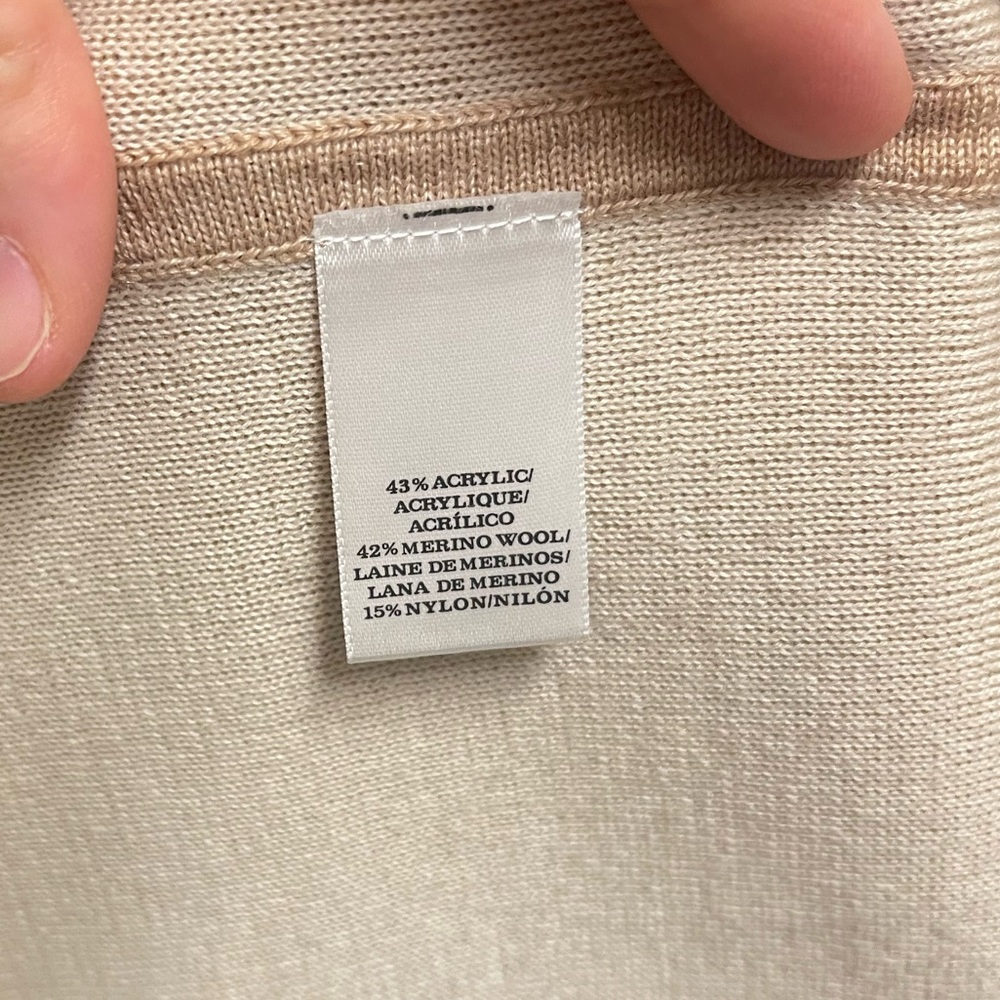 43% ACRYLIC/
ACRYLIQUE/
ACRÍLICO
42% MERINO WOOL/
LAINE DE MERINOS/
LANA DE MERINO
15% NYLON/NILÓN